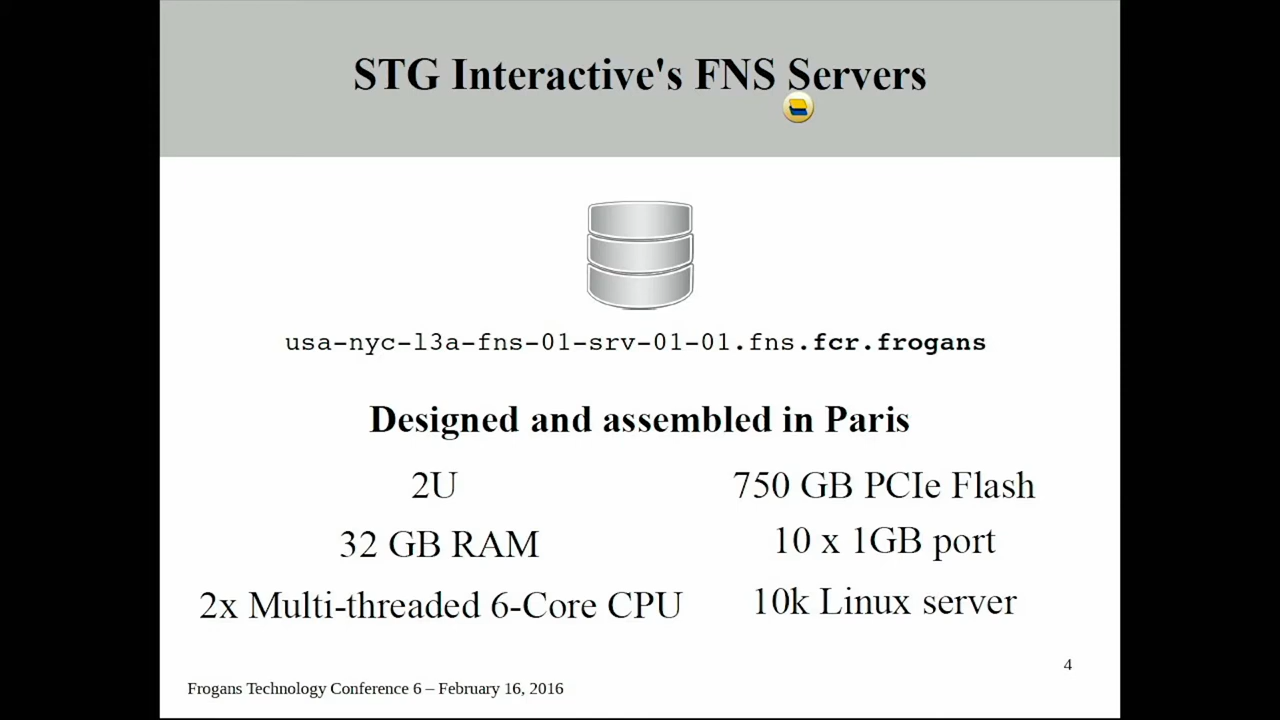 STG Interactive's FNS Servers
usa-nyc-l3a-fns-01-srv-01-01.fns.fcr.frogans
Designed and assembled in Paris
2U
750 GB PCIe Flash
32 GB RAM
10 x 1GB port
2x Multi-threaded 6-Core CPU
10k Linux server
4
Frogans Technology Conference 6 – February 16, 2016